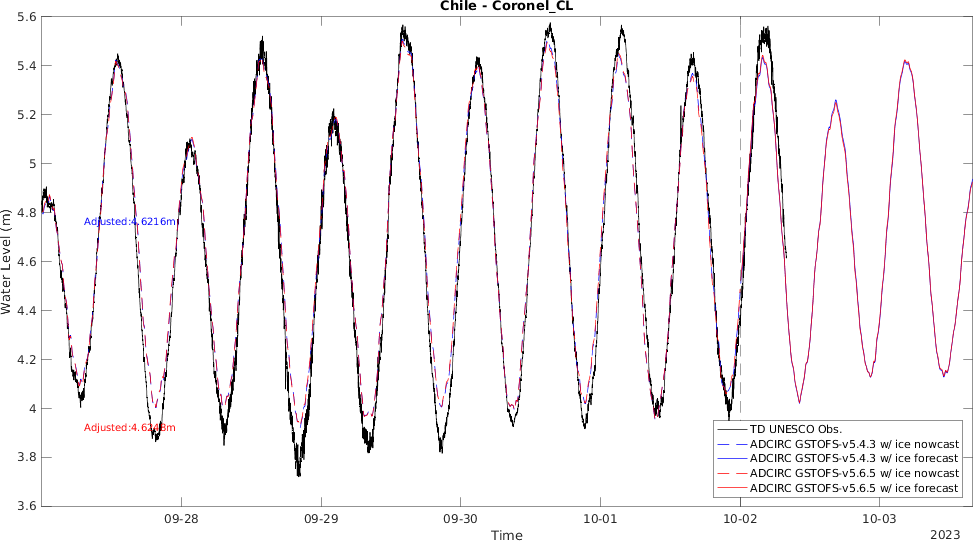 Chile - Coronel_CL
5.6
5.4
5.2
5
4.8
4.6
4.4
4.2
4
3.8
3.6
Water Level (m)
Adjusted:4.6216m
Adjusted:4.6243m
TD UNESCO Obs.
ADCIRC GSTOFS-v5.4.3 w/ ice nowcast
ADCIRC GSTOFS-v5.4.3 w/ ice forecast
ADCIRC GSTOFS-v5.6.5 w/ ice nowcast
ADCIRC GSTOFS-v5.6.5 w/ ice forecast
09-28
09-29
09-30
10-01
10-02
10-03
Time
2023